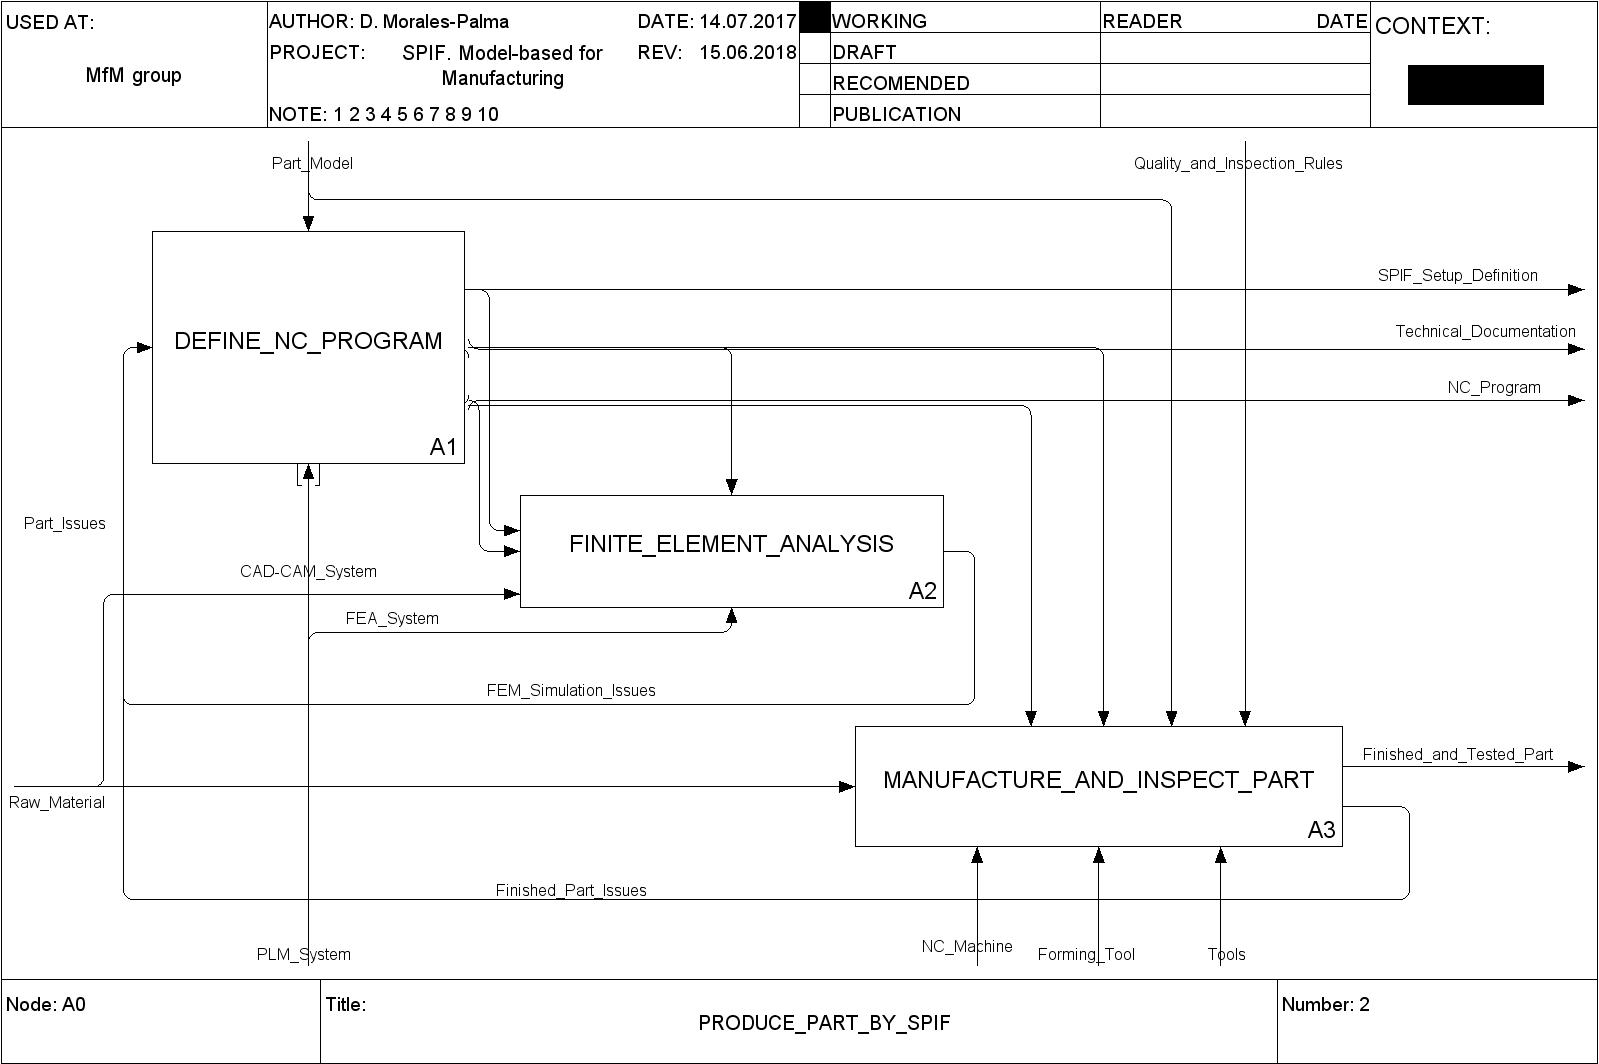 USED AT:
MfM group
AUTHOR: D. Morales-Palma
DATE: 14.07.2017
PROJECT: SPIF. Model-based for
Manufacturing
REV: 15.06.2018
NOTE: 1 2 3 4 5 6 7 8 9 10
WORKING
DRAFT
RECOMENDED
PUBLICATION
READER DATE
CONTEXT:
Part_Model
Quality_and_Inspection_Rules
SPIF_Setup_Definition
Technical_Documentation
NC_Program
DEFINE_NC_PROGRAM
A1
Part_Issues
FINITE_ELEMENT_ANALYSIS
A2
CAD-CAM_System
FEA_System
FEM_Simulation_Issues
Finished_and_Tested_Part
MANUFACTURE_AND_INSPECT_PART
A3
Raw_Material
Finished_Part_Issues
PLM_System
NC_Machine
Forming_Tool
Tools
Node: A0
Title:
PRODUCE_PART_BY_SPIF
Number: 2